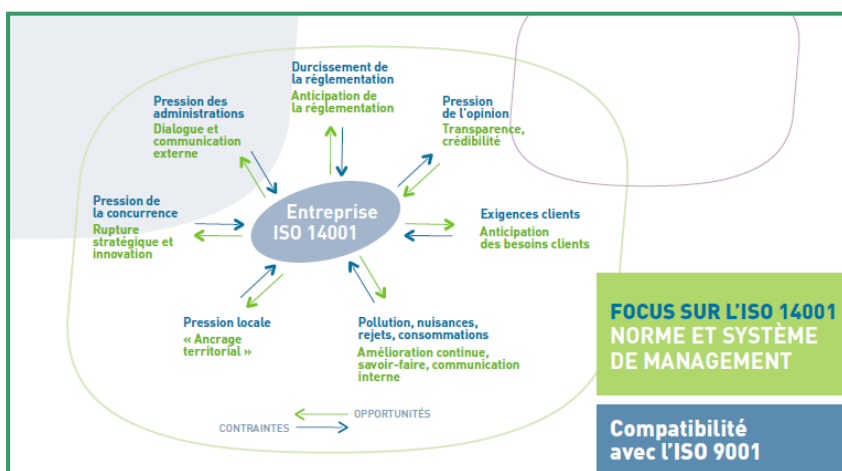 Durcissement de
la réglementation
Anticipation de
la réglementation
Pression des
administrations
Dialogue et
communication
externe
Pression
de l'opinion
Transparence,
crédibilité
Pression de
la concurrence
Rupture
stratégique et
innovation
Entreprise
ISO 14001
Exigences clients
Anticipation
des besoins clients
Pression locale
« Ancrage
territorial »
Pollution, nuisances,
rejets, consommations
Amélioration continue,
savoir-faire, communication
interne
OPPORTUNITÉS
CONTRAINTES
FOCUS SUR L'ISO 14001
NORME ET SYSTÈME
DE MANAGEMENT
Compatibilité
avec l'ISO 9001